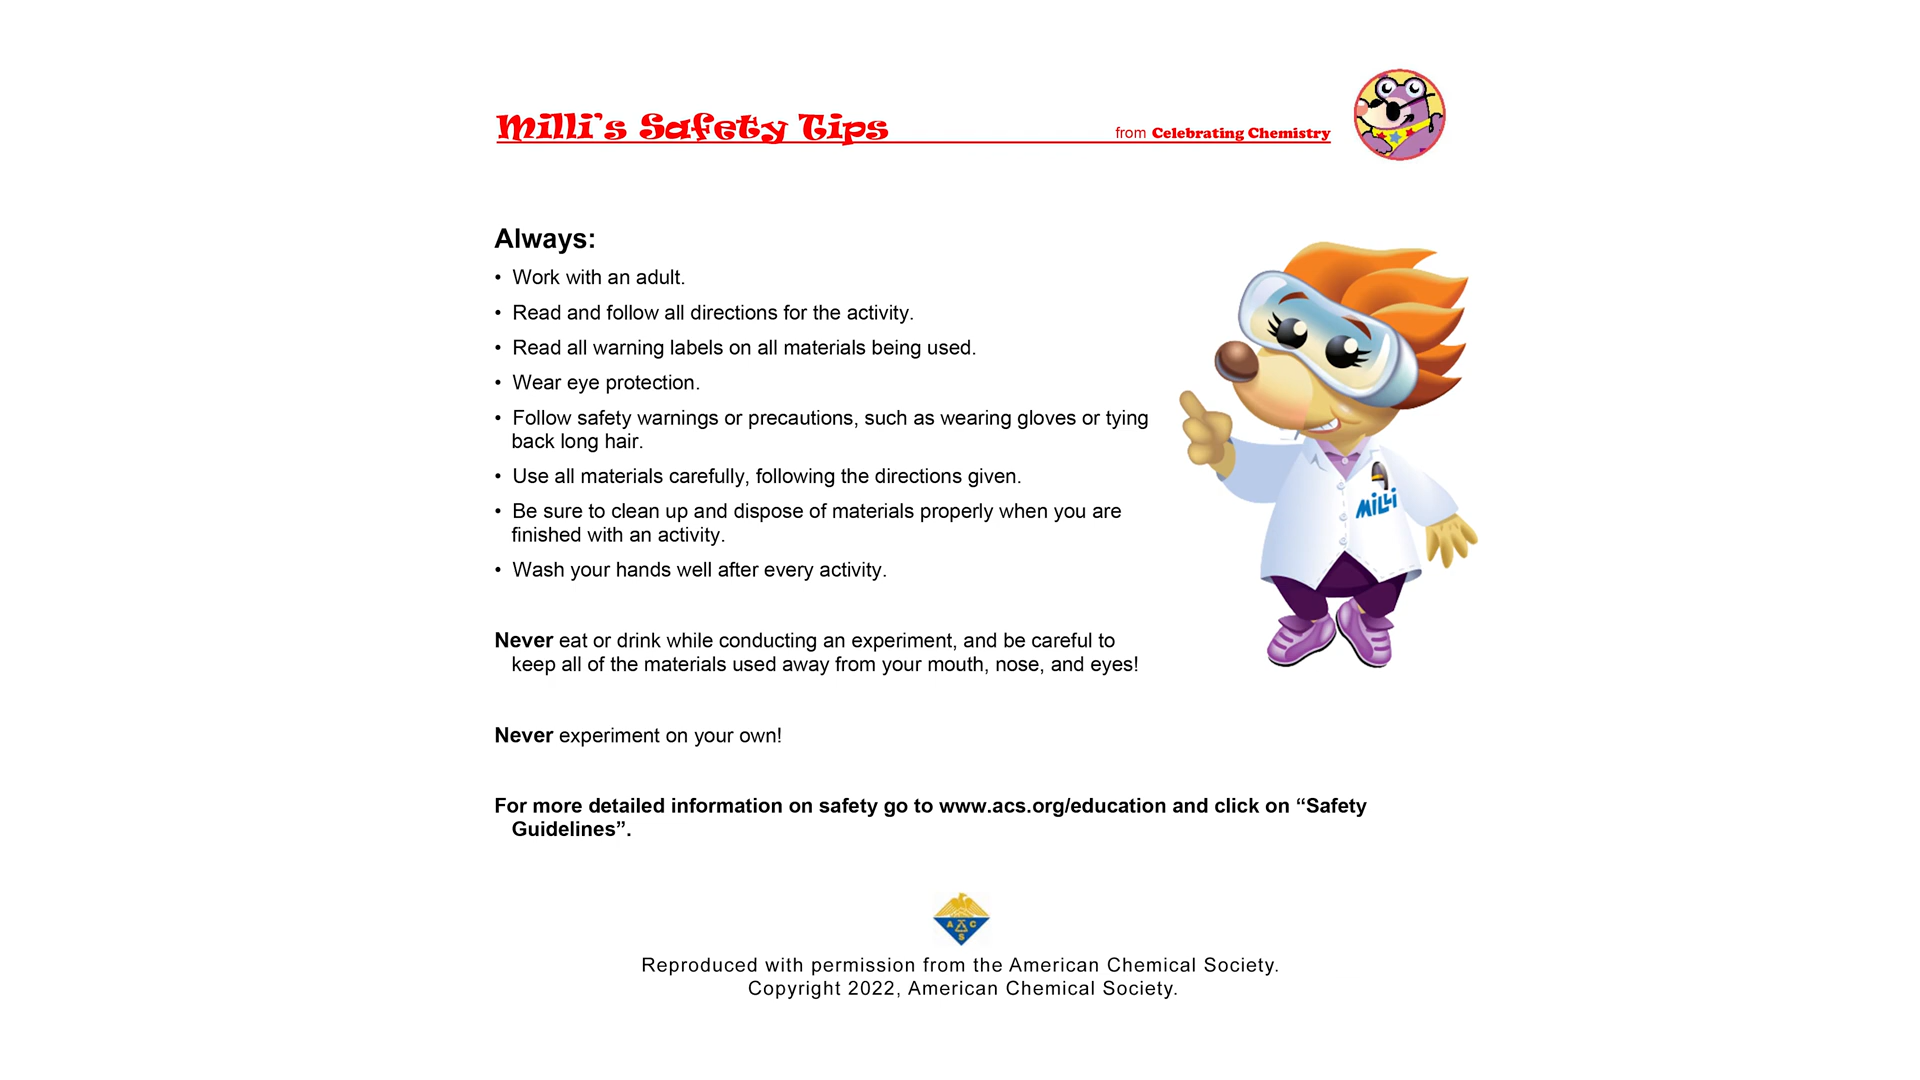 Milli's Safety Tips
from Celebrating Chemistry
Always:
• Work with an adult.
• Read and follow all directions for the activity.
• Read all warning labels on all materials being used.
• Wear eye protection.
• Follow safety warnings or precautions, such as wearing gloves or tying
back long hair.
• Use all materials carefully, following the directions given.
• Be sure to clean up and dispose of materials properly when you are
finished with an activity.
• Wash your hands well after every activity.
MiLLi
Never eat or drink while conducting an experiment, and be careful to
keep all of the materials used away from your mouth, nose, and eyes!
Never experiment on your own!
For more detailed information on safety go to www.acs.org/education and click on “Safety
Guidelines”.
A C
S
Reproduced with permission from the American Chemical Society.
Copyright 2022, American Chemical Society.